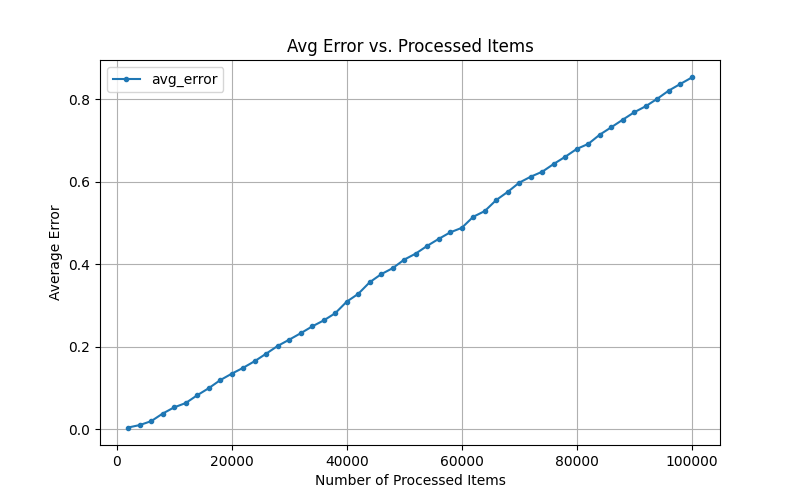 Avg Error vs. Processed Items
avg_error
Average Error
0.8
0.6
0.4
0.2
0.0
0 20000 40000 60000 80000 100000
Number of Processed Items